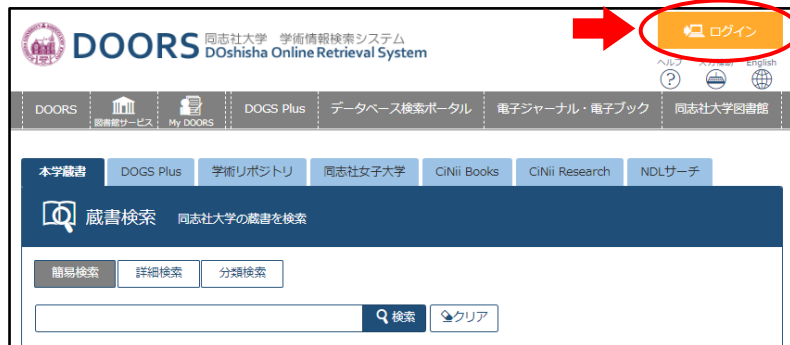 DOORS 同志社大学 学術情報検索システム
DOshisha Online Retrieval System
ログイン
ヘルプ
English
DOORS 図書館サービス My DOORS DOGS Plus データベース検索ポータル 電子ジャーナル・電子ブック 同志社大学図書館
本学蔵書 DOGS Plus 学術リポジトリ 同志社女子大学 CiNii Books CiNii Research NDLサーチ
蔵書検索 同志社大学の蔵書を検索
簡易検索 詳細検索 分類検索
検索 クリア